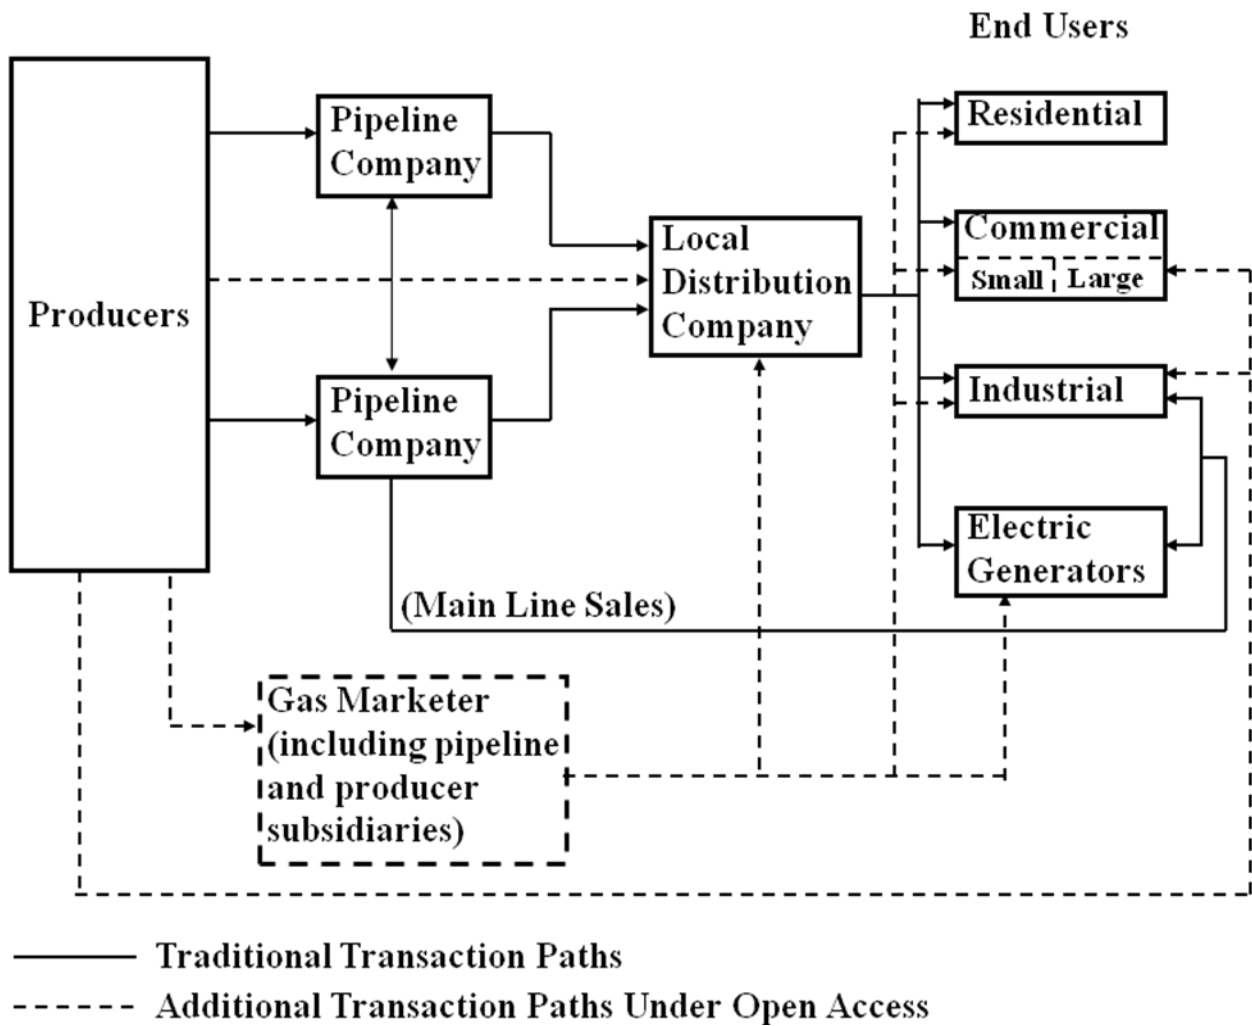 End Users
Producers
Pipeline
Company
Pipeline
Company
Local
Distribution
Company
Residential
Commercial
Small
Large
Industrial
Electric
Generators
(Main Line Sales)
Gas Marketer
(including pipeline
and producer
subsidiaries)
Traditional Transaction Paths
Additional Transaction Paths Under Open Access